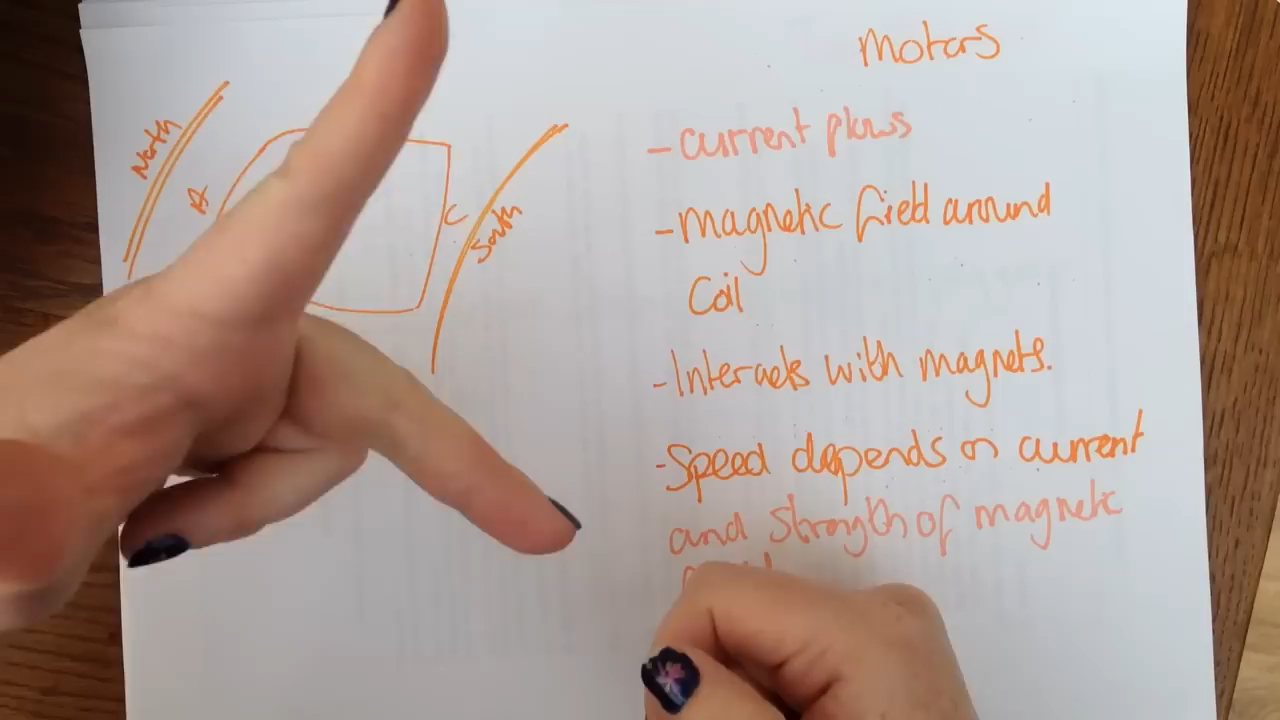 Motors
North
A
C
South
- current flows
- magnetic field around
Coil
- Interacts with magnets.
- Speed depends on current
and strength of magnetic